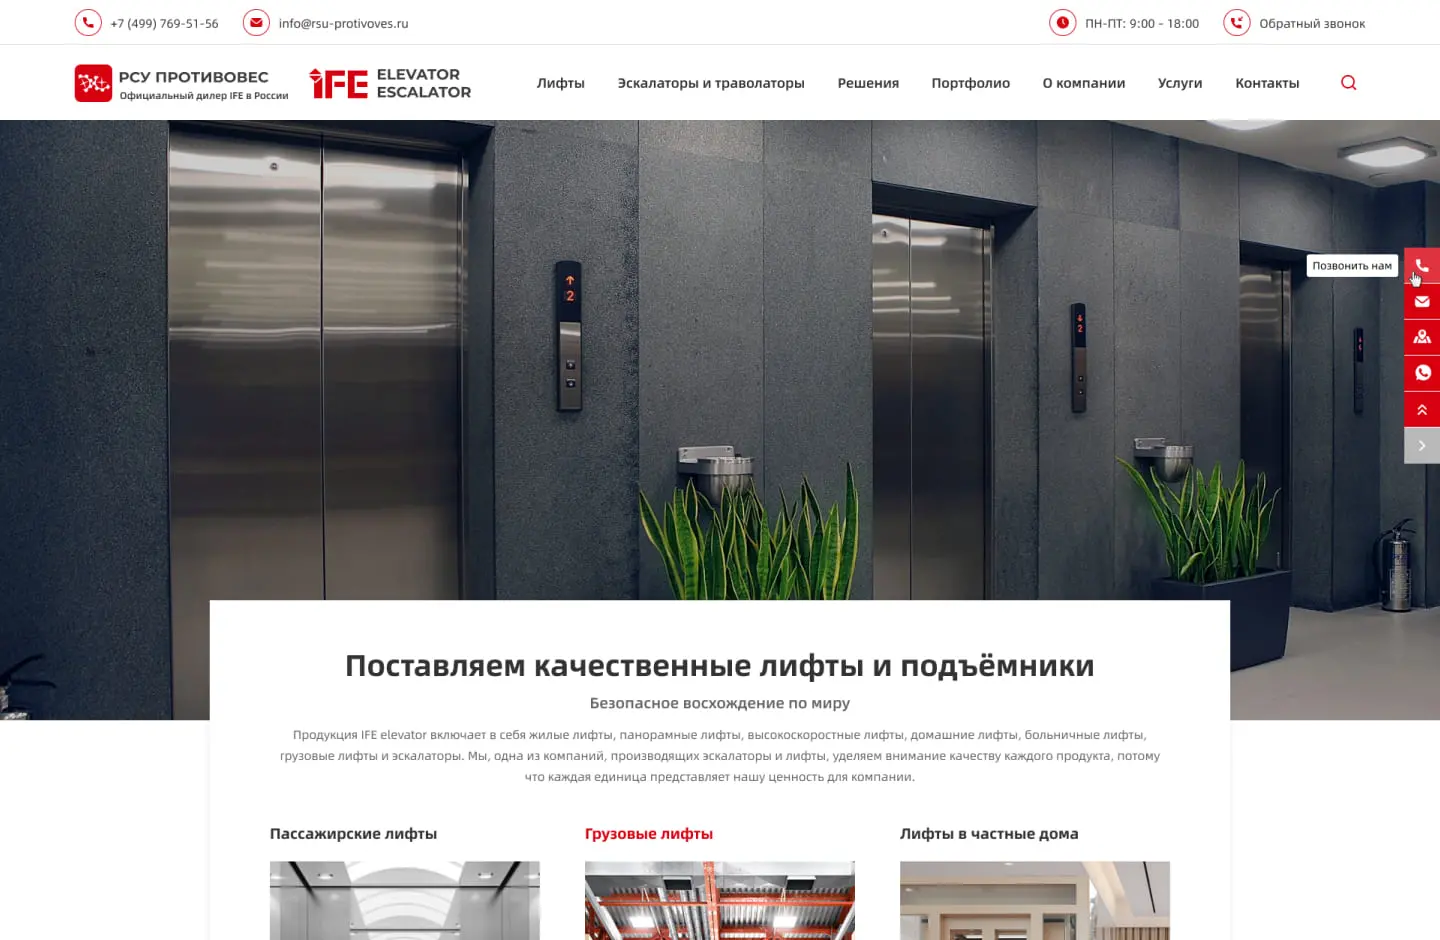 +7 (499) 769-51-56
info@rsu-protivoves.ru
ПН-ПТ: 9:00 – 18:00
Обратный звонок
РСУ ПРОТИВОВЕС
Официальный дилер IFE в России
IFE ELEVATOR
ESCALATOR
Лифты
Эскалаторы и траволаторы
Решения
Портфолио
О компании
Услуги
Контакты
2
2
Позвонить нам
Поставляем качественные лифты и подъёмники
Безопасное восхождение по миру
Продукция IFE elevator включает в себя жилые лифты, панорамные лифты, высокоскоростные лифты, домашние лифты, больничные лифты,
грузовые лифты и эскалаторы. Мы, одна из компаний, производящих эскалаторы и лифты, уделяем внимание качеству каждого продукта, потому
что каждая единица представляет нашу ценность для компании.
Пассажирские лифты
Грузовые лифты
Лифты в частные дома